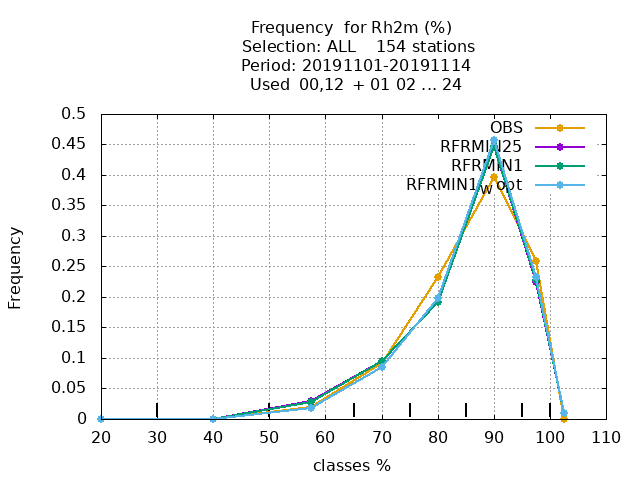 Frequency for Rh2m (%)
Selection: ALL 154 stations
Period: 20191101-20191114
Used 00,12 + 01 02 ... 24
0.5
0.45
0.4
0.35
0.3
0.25
0.2
0.15
0.1
0.05
0
Frequency
OBS
RFRMIN25
RFRMIN1
RFRMIN1wopt
20 30 40 50 60 70 80 90 100 110
classes %